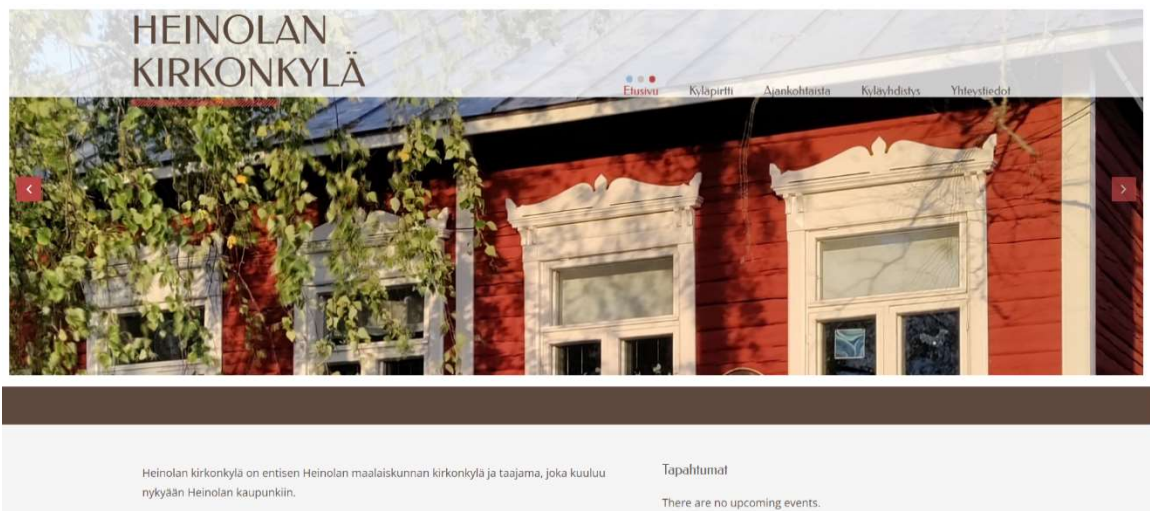 HEINOLAN
KIRKONKYLÄ
Etusivu Kyläpirtti Ajankohtaista Kyläyhdistys Yhteystiedot
Heinolan kirkonkylä on entisen Heinolan maalaiskunnan kirkonkylä ja taajama, joka kuuluu
nykyään Heinolan kaupunkiin.
Tapahtumat
There are no upcoming events.